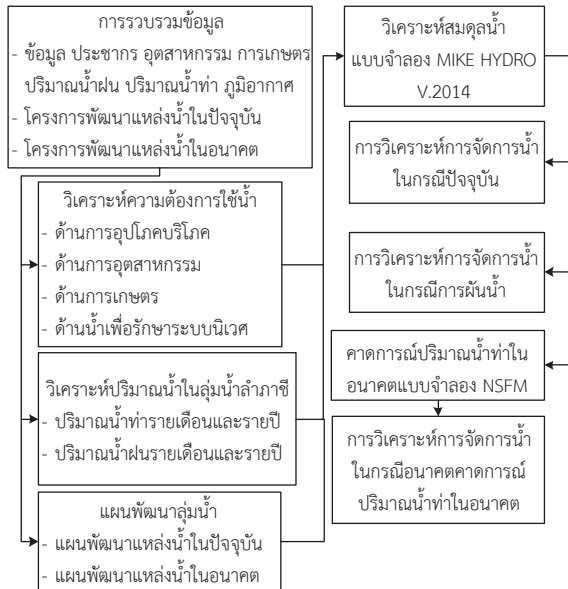 การรวบรวมข้อมูล
- ข้อมูล ประชากร อุตสาหกรรม การเกษตร
ปริมาณน้ำฝน ปริมาณน้ำท่า ภูมิอากาศ
- โครงการพัฒนาแหล่งน้ำในปัจจุบัน
- โครงการพัฒนาแหล่งน้ำในอนาคต
วิเคราะห์ความต้องการใช้น้ำ
- ด้านการอุปโภคบริโภค
- ด้านการอุตสาหกรรม
- ด้านการเกษตร
- ด้านน้ำเพื่อรักษาระบบนิเวศ
วิเคราะห์ปริมาณน้ำในลุ่มน้ำลำภาชี
- ปริมาณน้ำท่ารายเดือนและรายปี
- ปริมาณน้ำฝนรายเดือนและรายปี
แผนพัฒนาลุ่มน้ำ
- แผนพัฒนาแหล่งน้ำในปัจจุบัน
- แผนพัฒนาแหล่งน้ำในอนาคต
วิเคราะห์สมดุลน้ำ
แบบจำลอง MIKE HYDRO
V.2014
การวิเคราะห์การจัดการน้ำ
ในกรณีปัจจุบัน
การวิเคราะห์การจัดการน้ำ
ในกรณีการผันน้ำ
คาดการณ์ปริมาณน้ำท่าใน
อนาคตแบบจำลอง NSFM
การวิเคราะห์การจัดการน้ำ
ในกรณีอนาคตคาดการณ์
ปริมาณน้ำท่าในอนาคต